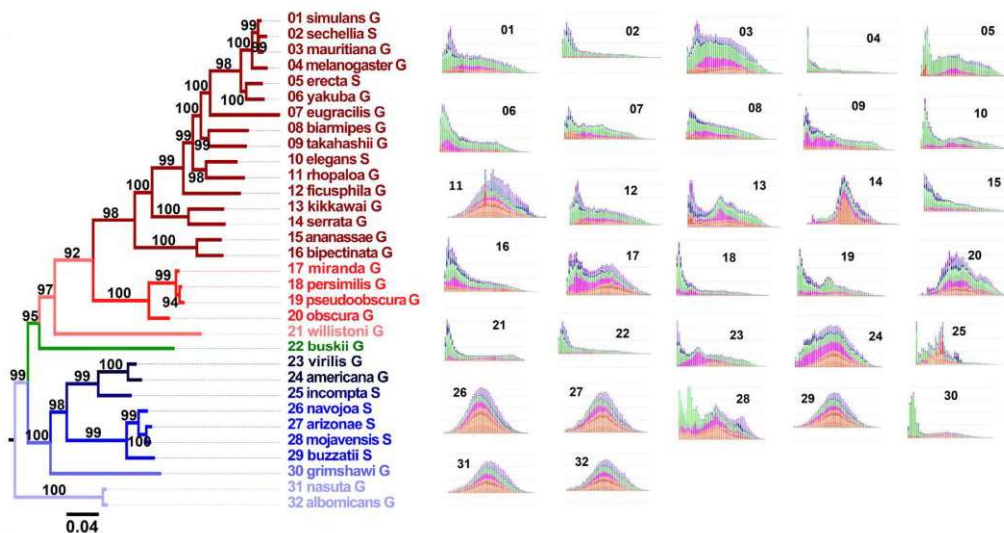 01 simulans G
02 sechellia S
03 mauritiana G
04 melanogaster G
05 erecta S
06 yakuba G
07 eugracilis G
08 biarmipes G
09 takahashii G
10 elegans S
11 rhopaloa G
12 ficusphila G
13 kikkawai G
14 serrata G
15 ananassae G
16 bipectinata G
17 miranda G
18 persimilis G
19 pseudoobscura G
20 obscura G
21 willistoni G
22 buskii G
23 virilis G
24 americana G
25 incompta S
26 navojoa S
27 arizonae S
28 mojavensis S
29 buzzatii S
30 grimshawi G
31 nasuta G
32 albomicans G
99
100
99
98
100
100
100
99
99
99
98
99
100
98
100
92
99
100
94
97
95
100
99
99
98
99
99
100
100
100
0.04
01 02 03 04 05
06 07 08 09 10
11 12 13 14 15
16 17 18 19 20
21 22 23 24 25
26 27 28 29 30
31 32